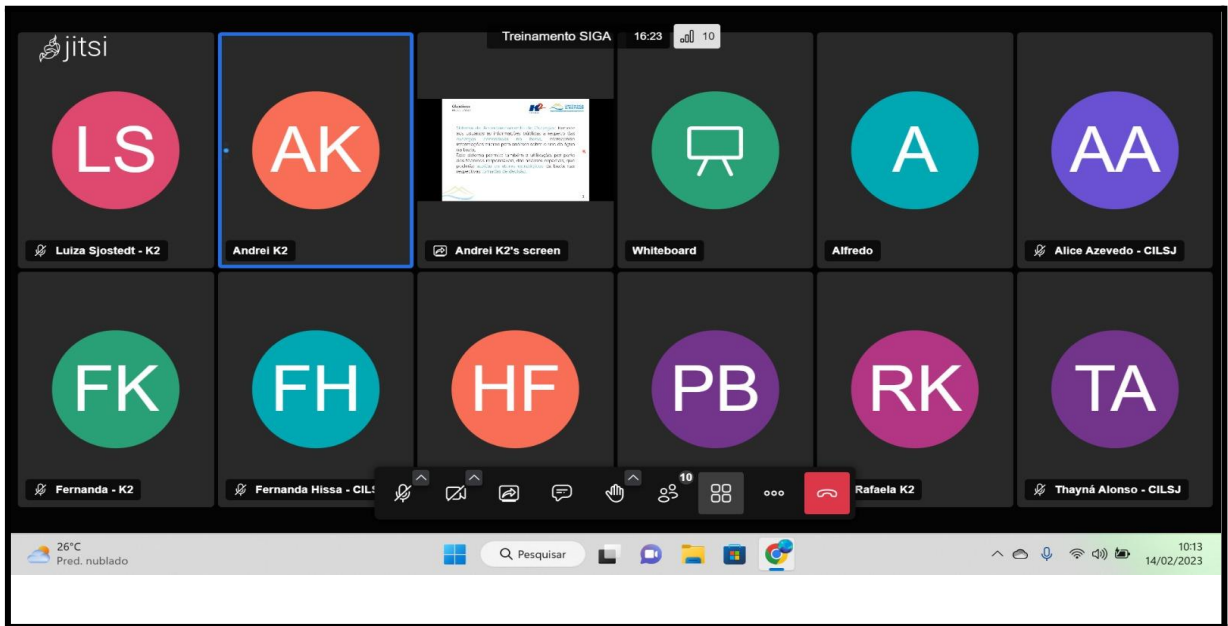 jitsi
Treinamento SIGA 16:23 10
LS
AK
A
AA
Luiza Sjostedt - K2
Andrei K2
Andrei K2's screen
Whiteboard
Alfredo
Alice Azevedo - CILSJ
FK
FH
HF
PB
RK
TA
Fernanda - K2
Fernanda Hissa - CILS
10
Rafaela K2
Thayná Alonso - CILSJ
26°C
Pred. nublado
Pesquisar
10:13
14/02/2023